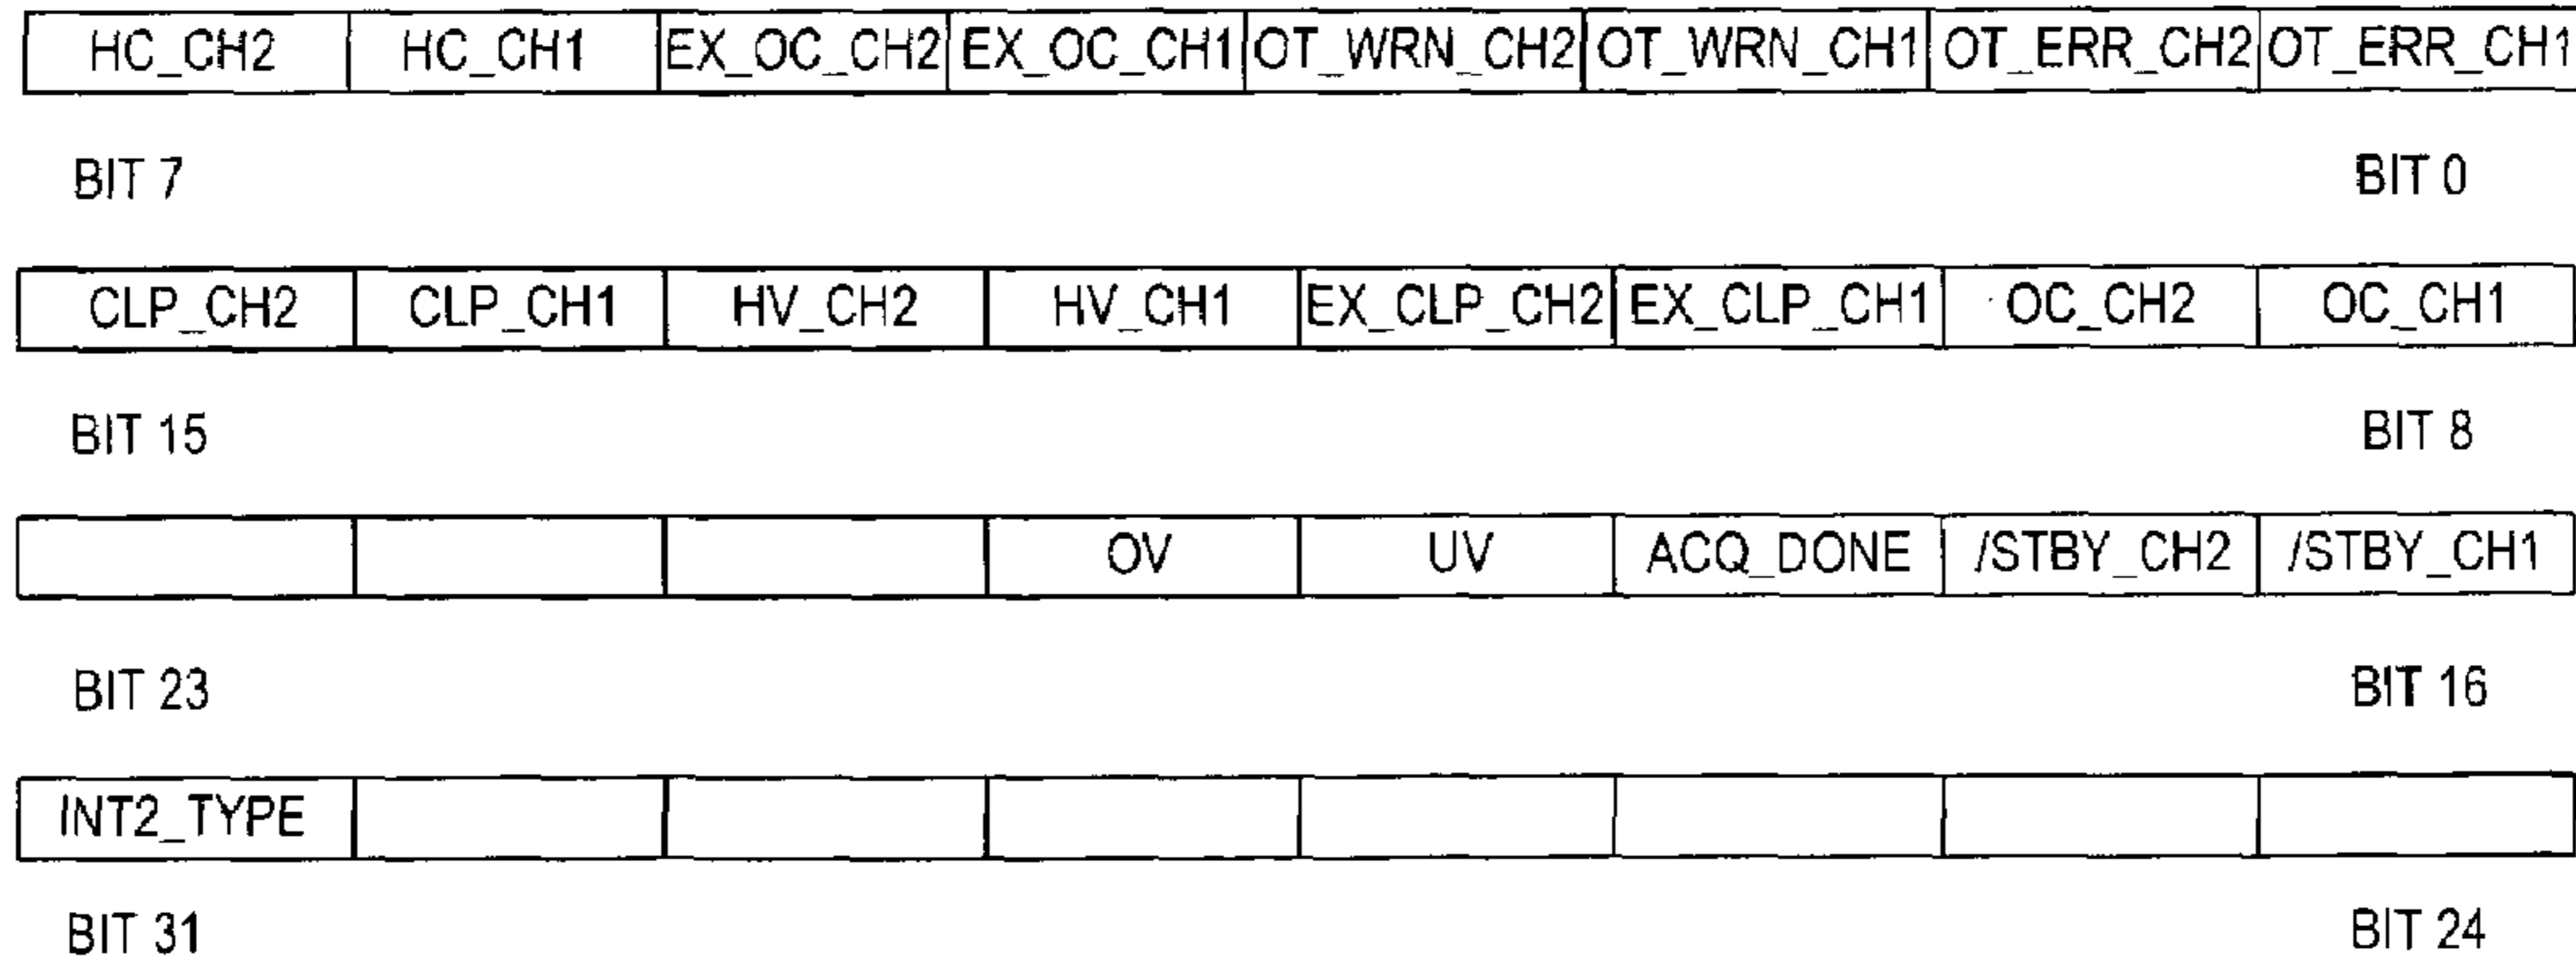 HC_CH2 HC_CH1 EX_OC_CH2 EX_OC_CH1 OT_WRN_CH2 OT_WRN_CH1 OT_ERR_CH2 OT_ERR_CH1
BIT 7 BIT 0
CLP_CH2 CLP_CH1 HV_CH2 HV_CH1 EX_CLP_CH2 EX_CLP_CH1 OC_CH2 OC_CH1
BIT 15 BIT 8
OV UV ACQ_DONE /STBY_CH2 /STBY_CH1
BIT 23 BIT 16
INT2_TYPE
BIT 31 BIT 24